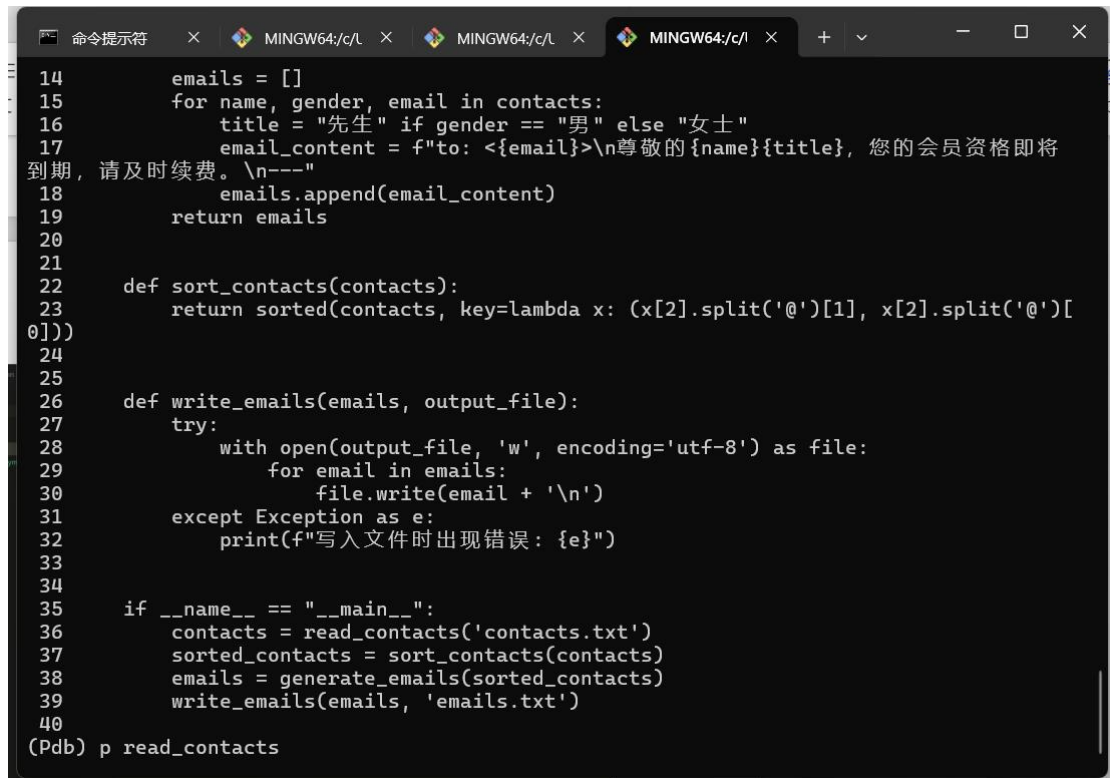 命令提示符 × MINGW64:/c/U × MINGW64:/c/U × MINGW64:/c/U × +
14 emails = []
15 for name, gender, email in contacts:
16 title = "先生" if gender == "男" else "女士"
17 email_content = f"to: <{email}>\n尊敬的{name}{title}，您的会员资格即将
到期，请及时续费。\n---"
18 emails.append(email_content)
19 return emails
20
21
22 def sort_contacts(contacts):
23 return sorted(contacts, key=lambda x: (x[2].split('@')[1], x[2].split('@')[
0]))
24
25
26 def write_emails(emails, output_file):
27 try:
28 with open(output_file, 'w', encoding='utf-8') as file:
29 for email in emails:
30 file.write(email + '\n')
31 except Exception as e:
32 print(f"写入文件时出现错误: {e}")
33
34
35 if __name__ == "__main__":
36 contacts = read_contacts('contacts.txt')
37 sorted_contacts = sort_contacts(contacts)
38 emails = generate_emails(sorted_contacts)
39 write_emails(emails, 'emails.txt')
40
(Pdb) p read_contacts